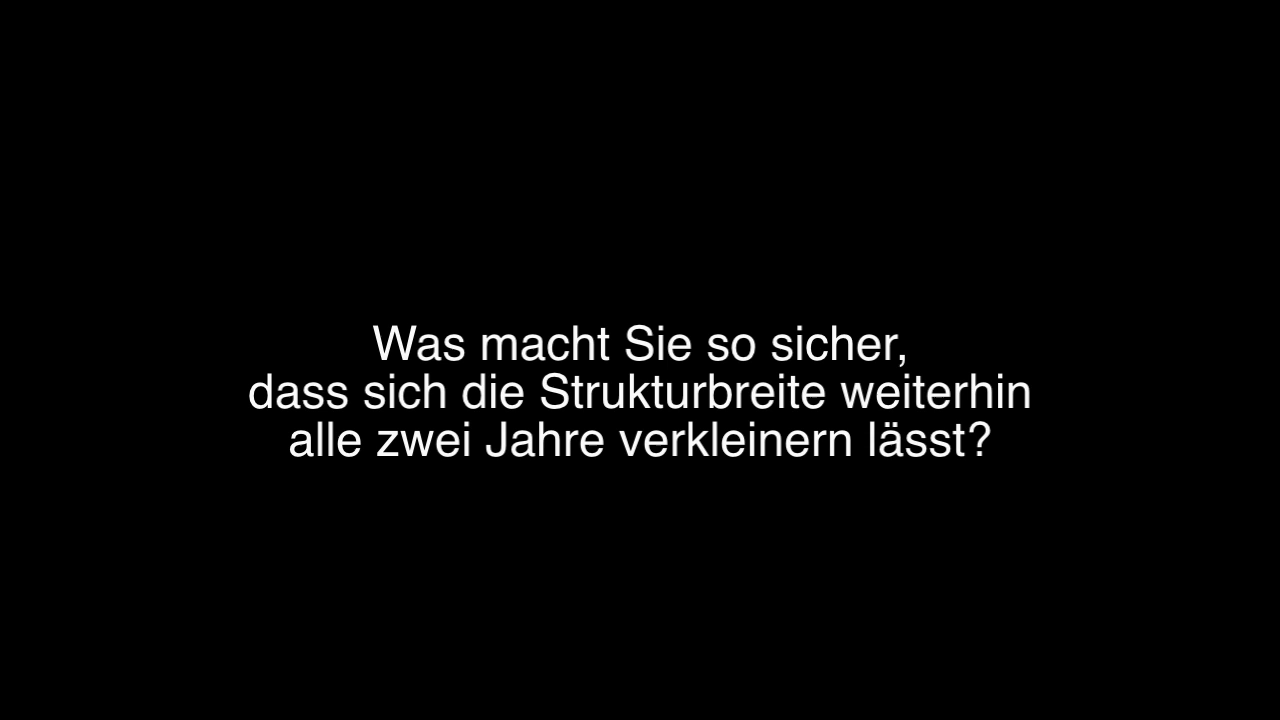 Was macht Sie so sicher,
dass sich die Strukturbreite weiterhin
alle zwei Jahre verkleinern lässt?